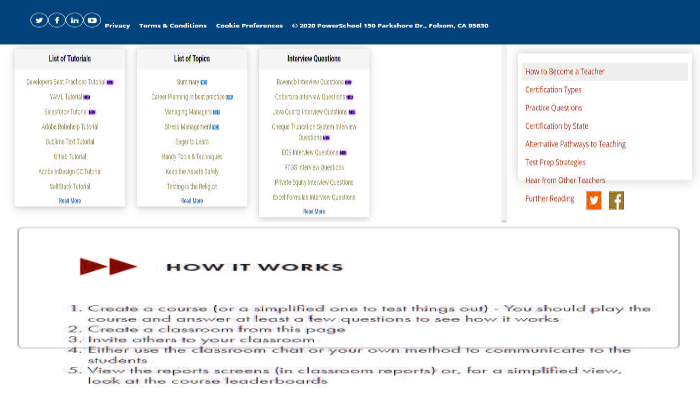 Privacy Terms & Conditions Cookie Preferences © 2020 PowerSchool 150 Parkshore Dr., Folsom, CA 95630
List of Tutorials
Developers Best Practices Tutorial
YAML Tutorial
Salesforce Tutorial
Adobe Robohelp Tutorial
Sublime Text Tutorial
GitLab Tutorial
Adobe InDesign CC Tutorial
SaltStack Tutorial
Read More
List of Topics
Summary
Career Planning in best practice
Managing Managers
Stress Management
Eager to Learn
Handy Tools & Techniques
Keep the Assets Safely
Testing is the Religion
Read More
Interview Questions
Ravendb Interview Questions
Cobertura Interview Questions
Java Quartz Interview Questions
Cheque Truncation System Interview
Questions
Interview Questions
RTGS Interview Questions
Private Equity Interview Questions
Excel Formulas Interview Questions
Read More
How to Become a Teacher
Certification Types
Practice Questions
Certification by State
Alternative Pathways to Teaching
Test Prep Strategies
Hear from Other Teachers
Further Reading
HOW IT WORKS
1. Create a course (or a simplified one to test things out) - You should play the
course and answer at least a few questions to see how it works
2. Create a classroom from this page
3. Invite others to your classroom
4. Either use the classroom chat or your own method to communicate to the
students
5. View the reports screens (in classroom reports) or, for a simplified view,
look at the course leaderboards